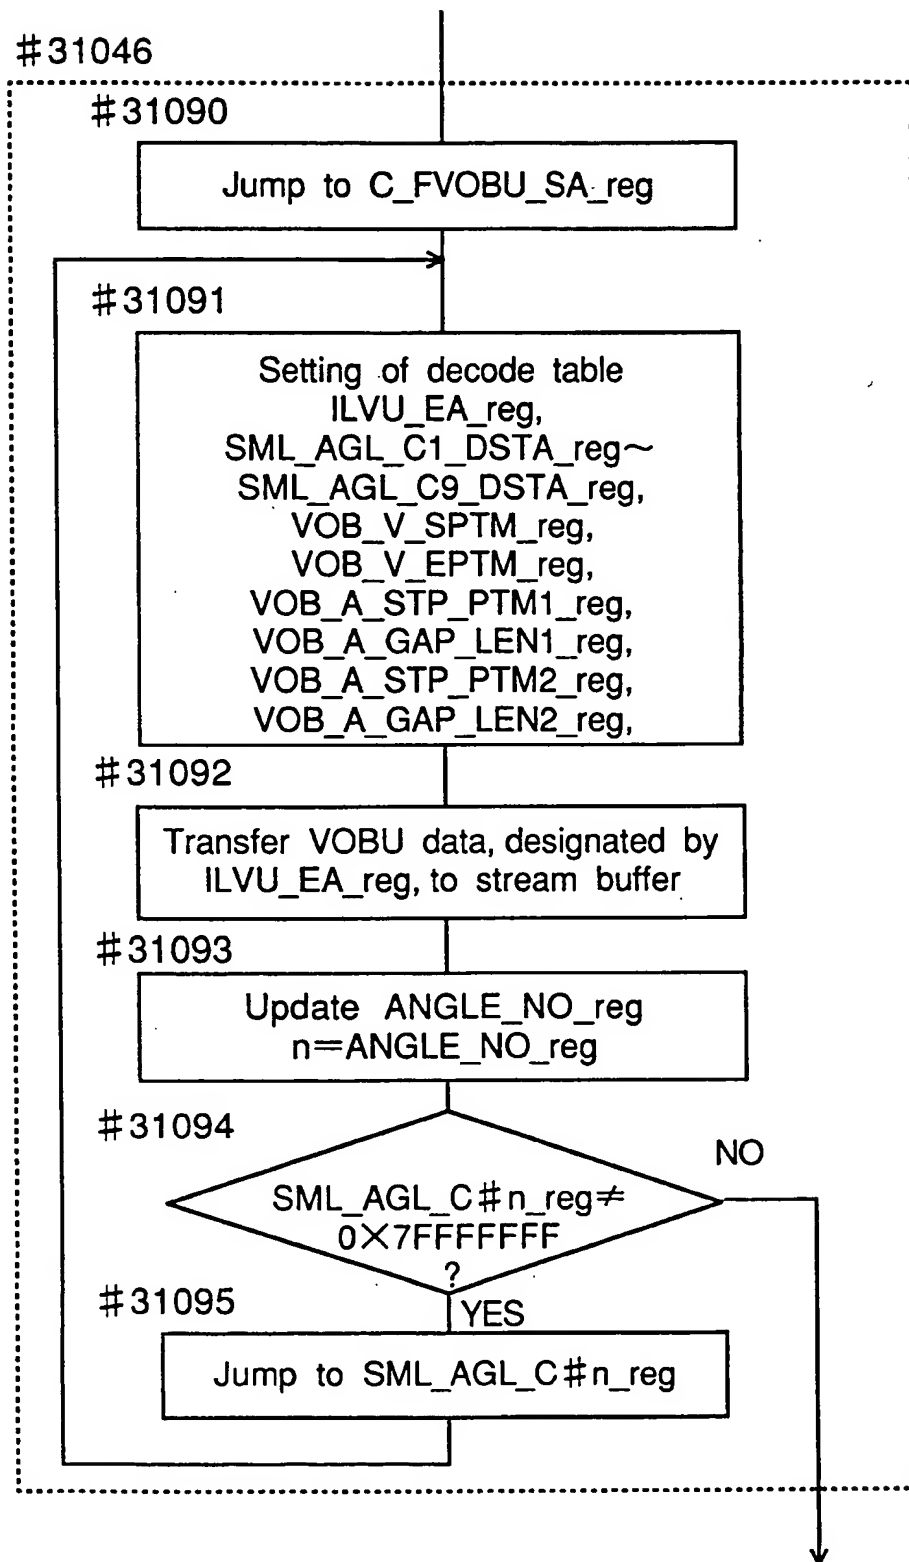 #31046
#31090
Jump to C_FVOBU_SA_reg
#31091
Setting of decode table
ILVU_EA_reg,
SML_AGL_C1_DSTA_reg~
SML_AGL_C9_DSTA_reg,
VOB_V_SPTM_reg,
VOB_V_EPTM_reg,
VOB_A_STP_PTM1_reg,
VOB_A_GAP_LEN1_reg,
VOB_A_STP_PTM2_reg,
VOB_A_GAP_LEN2_reg,
#31092
Transfer VOBU data, designated by
ILVU_EA_reg, to stream buffer
#31093
Update ANGLE_NO_reg
n=ANGLE_NO_reg
#31094
NO
SML_AGL_C#n_reg≠
0×7FFFFFFF
?
#31095
YES
Jump to SML_AGL_C#n_reg